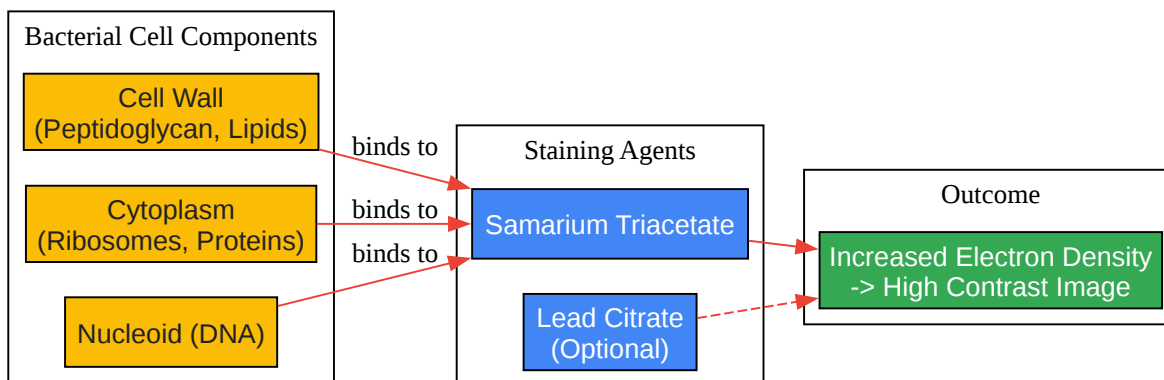 Bacterial Cell Components
Cell Wall
(Peptidoglycan, Lipids)
Cytoplasm
(Ribosomes, Proteins)
Nucleoid (DNA)
binds to
binds to
binds to
Staining Agents
Samarium Triacetate
Lead Citrate
(Optional)
Outcome
Increased Electron Density
-> High Contrast Image